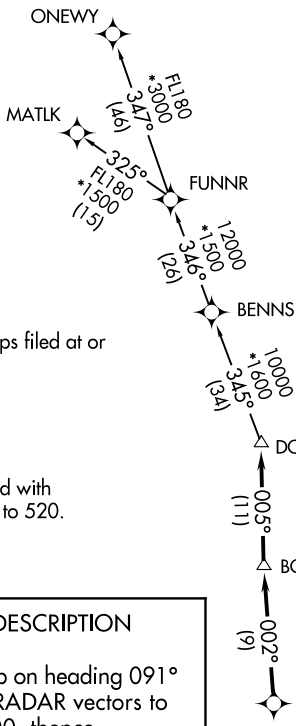 ONEWY
FL180
*3000
347°
(46)
MATLK
325°
FL180
*1500
(15)
FUNNR
12000
*1500
346°
(26)
BENNS
ps filed at or
10000
*1600
345°
(34)
d with
to 520.
005°
(11)
DESCRIPTION
002°
(9)
on heading 091°
RADAR vectors to
thence